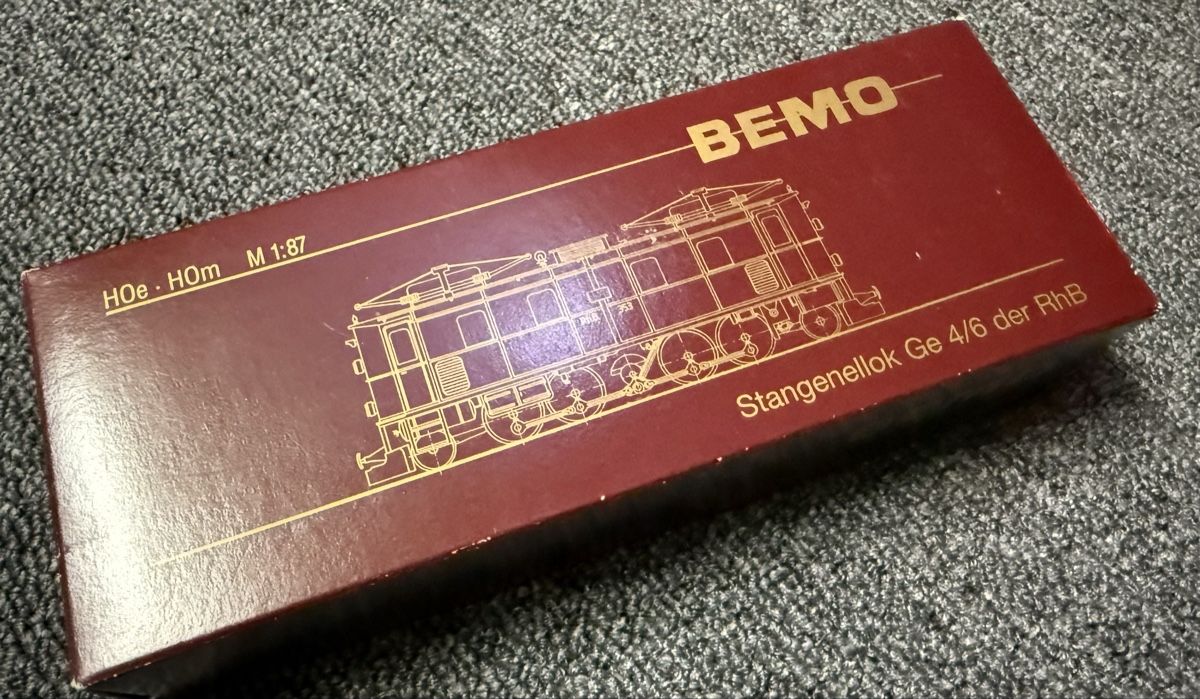 BEMO
HOe · HOm M 1:87
Stangenellok Ge 4/6 der RhB